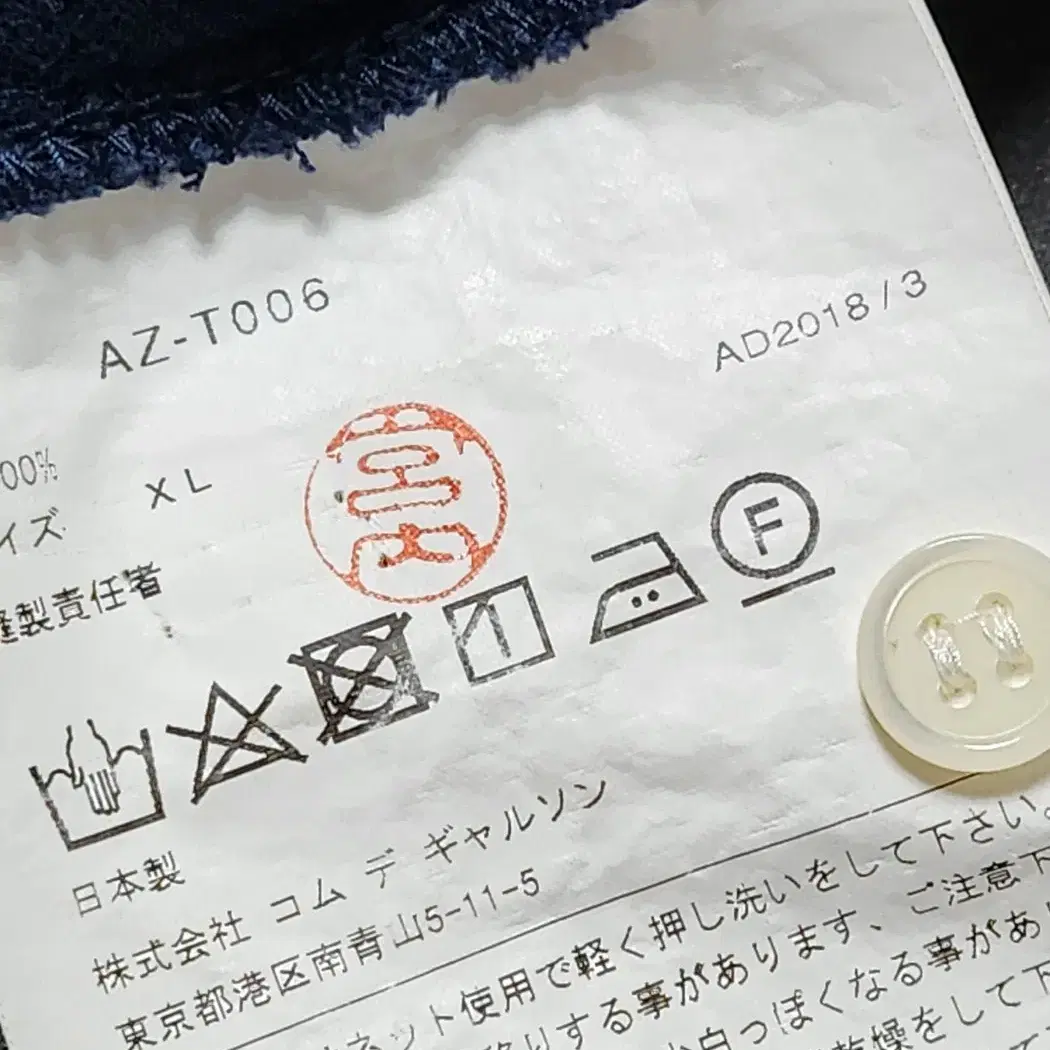 AZ-T006
AD2018/3
00%
XL
イズ
縫製責任者
宮内
F
日本製
株式会社 コム デ ギャルソン
東京都港区南青山5-11-5
ネット使用で軽く押し洗いをして下さい。
移りする事があります、ご注意下
白っぽくなる事があり
乾燥をして下